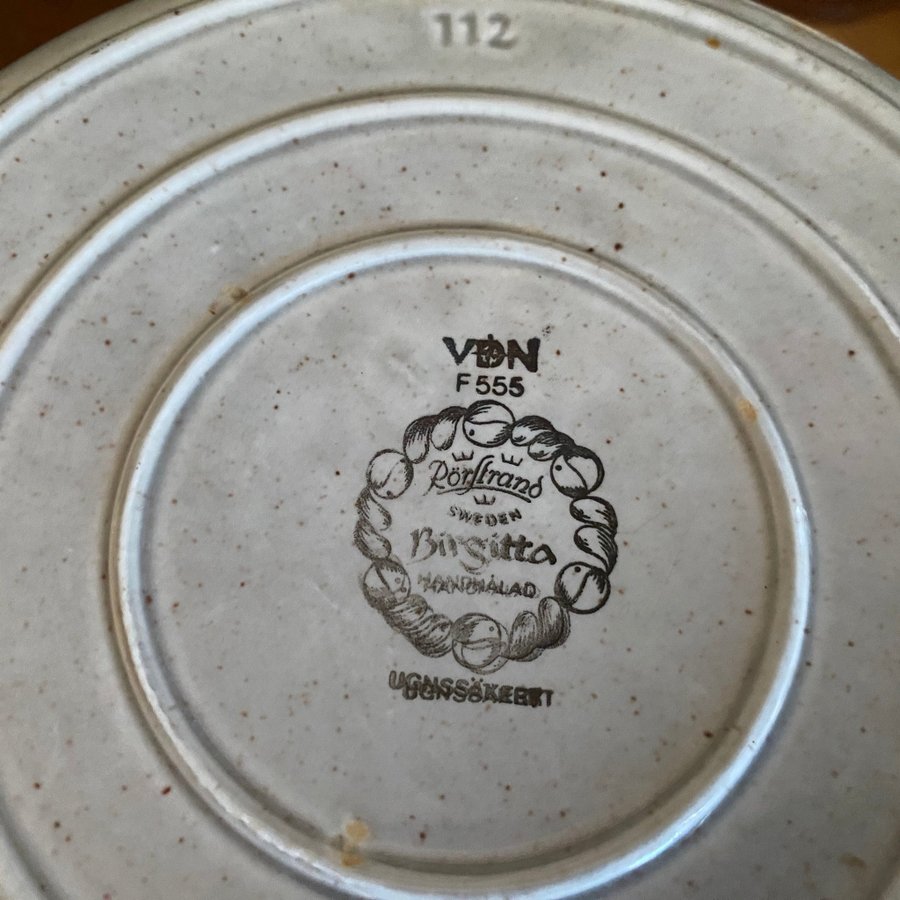 112
VDN
F555
Rörstrand
SWEDEN
Birgitta
HANDMÅLAD
UGNSSÄKERT